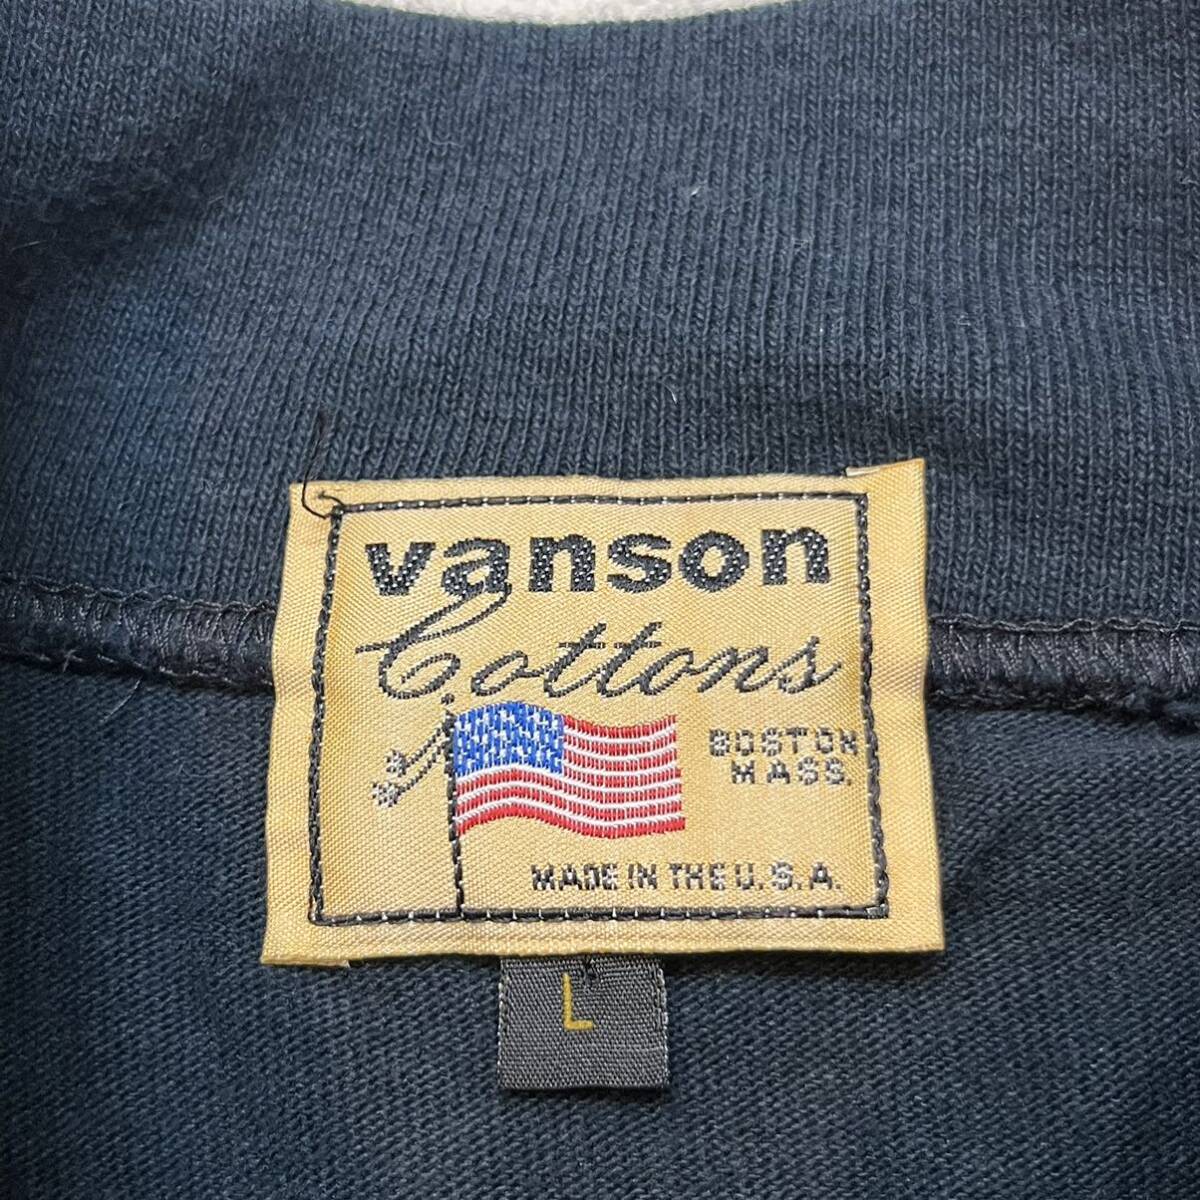 vanson
Cottons
BOSTON
MASS.
MADE IN THE U.S.A.
L